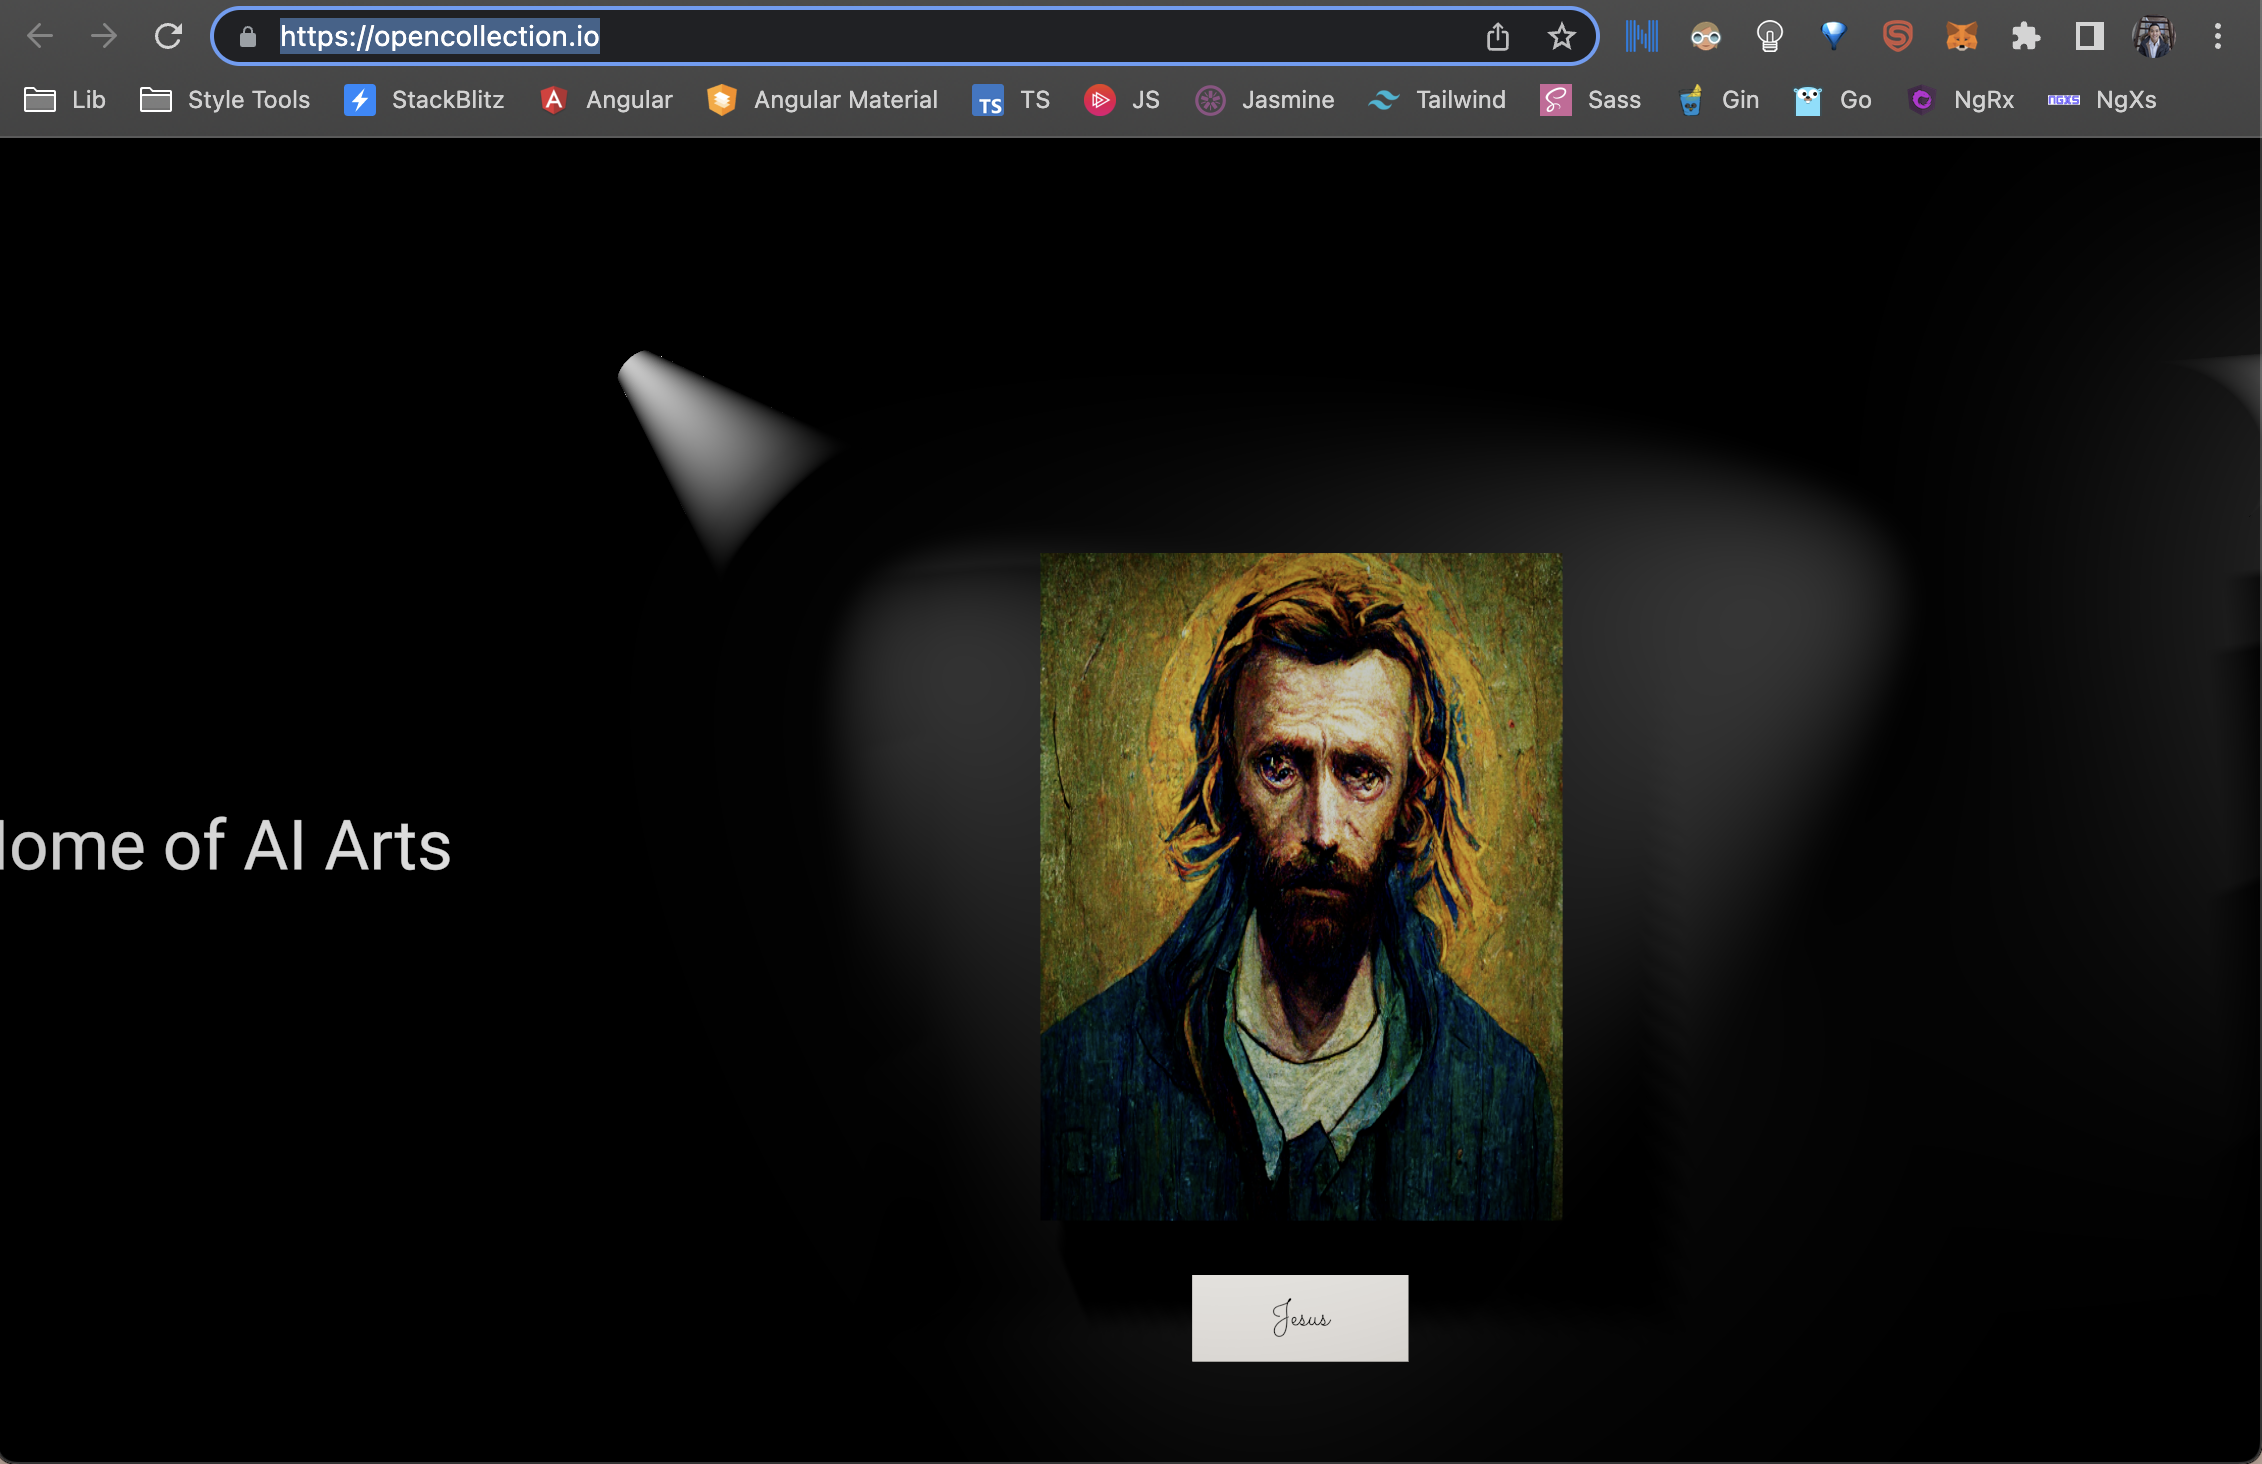 https://opencollection.io
Lib Style Tools StackBlitz Angular Angular Material TS JS Jasmine Tailwind Sass Gin Go NgRx NgXs
ome of AI Arts
Jesus